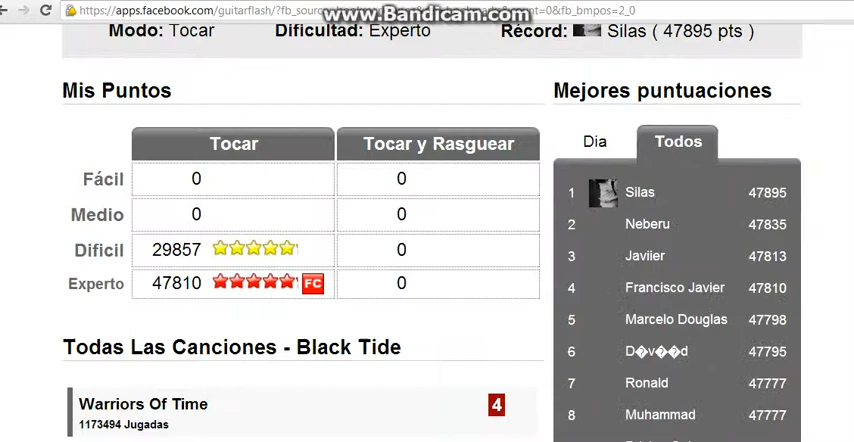 https://apps.facebook.com/guitarflash/?fb_sour
nt=0&fb_bmpos=2_0
www.Bandicam.com
Modo: Tocar Dificultad: Experto Récord: Silas ( 47895 pts )
Mis Puntos
Tocar Tocar y Rasguear
Fácil 0 0
Medio 0 0
Dificil 29857 0
Experto 47810 FC 0
Todas Las Canciones - Black Tide
Warriors Of Time 4
1173494 Jugadas
Mejores puntuaciones
Dia Todos
1 Silas 47895
2 Neberu 47835
3 Javiier 47813
4 Francisco Javier 47810
5 Marcelo Douglas 47798
6 D�v��d 47795
7 Ronald 47777
8 Muhammad 47777